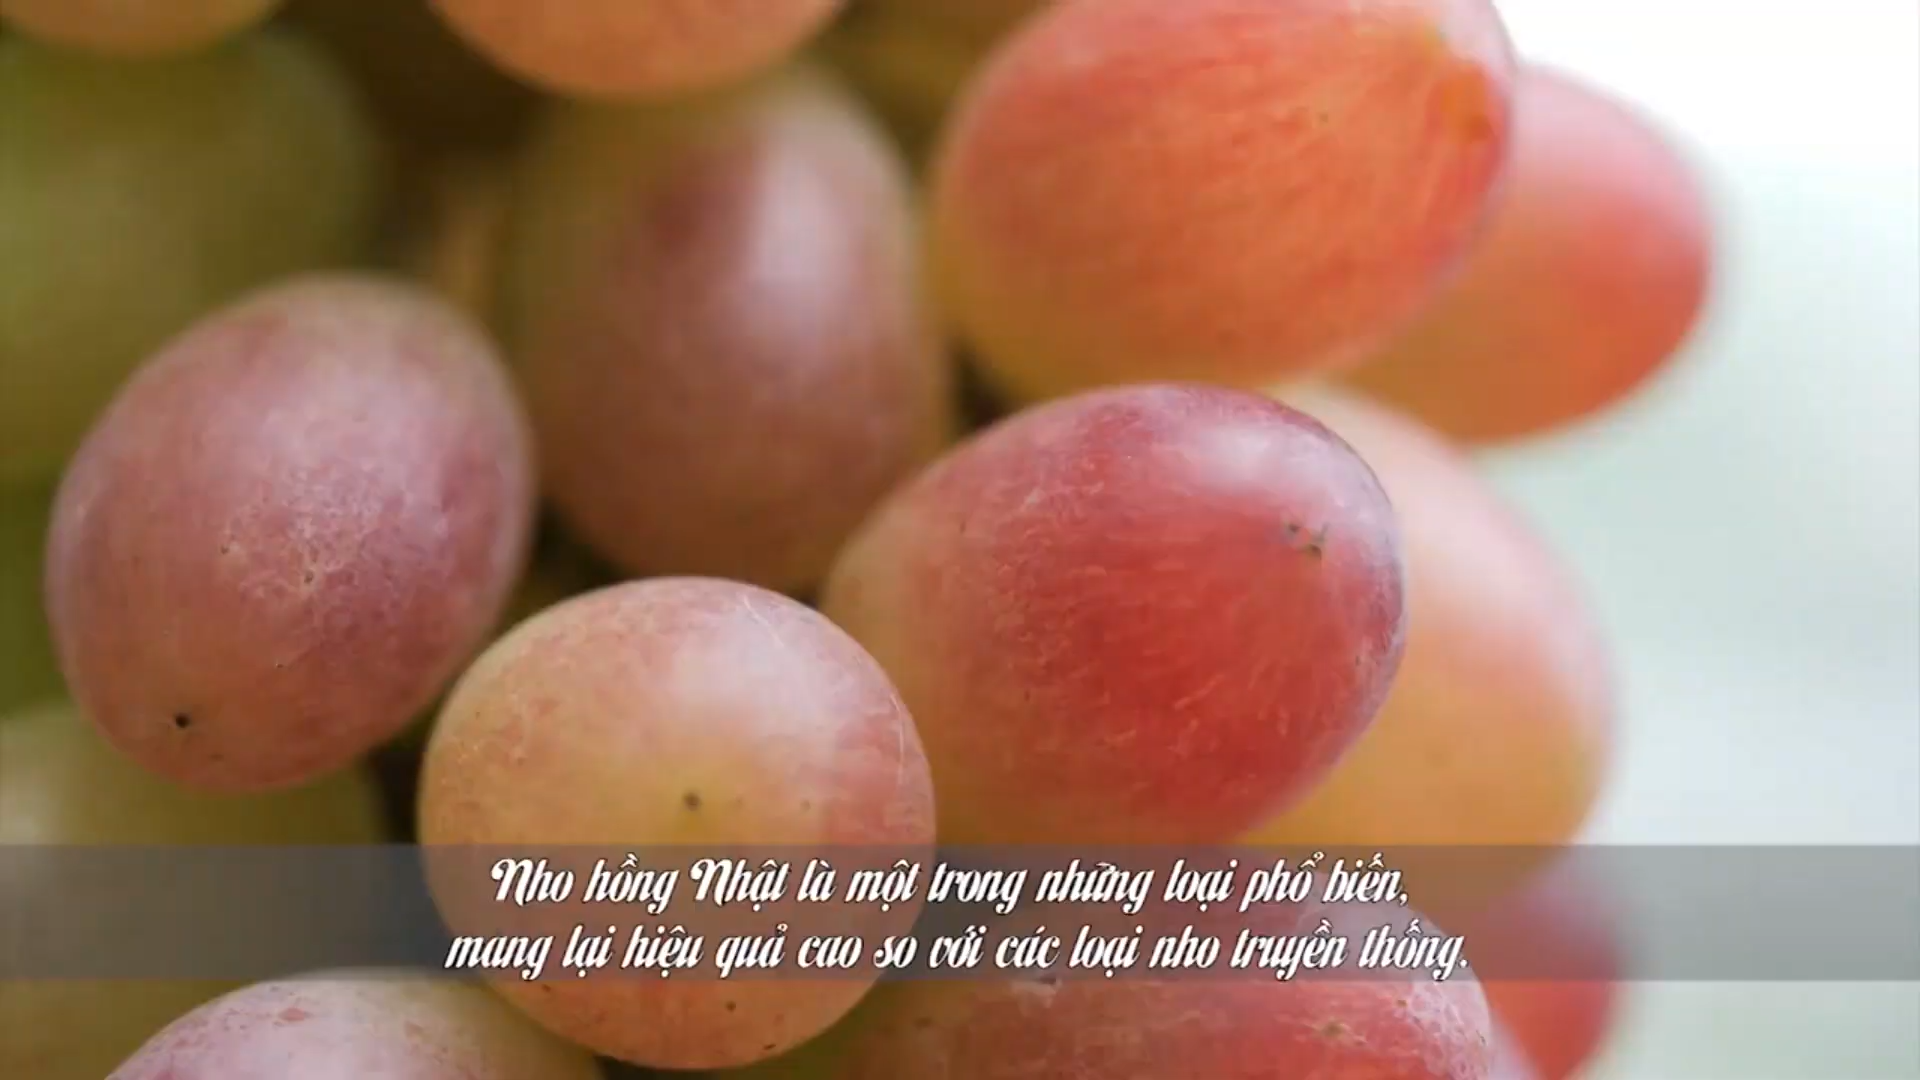 Nho hồng Nhật là một trong những loại phổ biến,
mang lại hiệu quả cao so với các loại nho truyền thống.